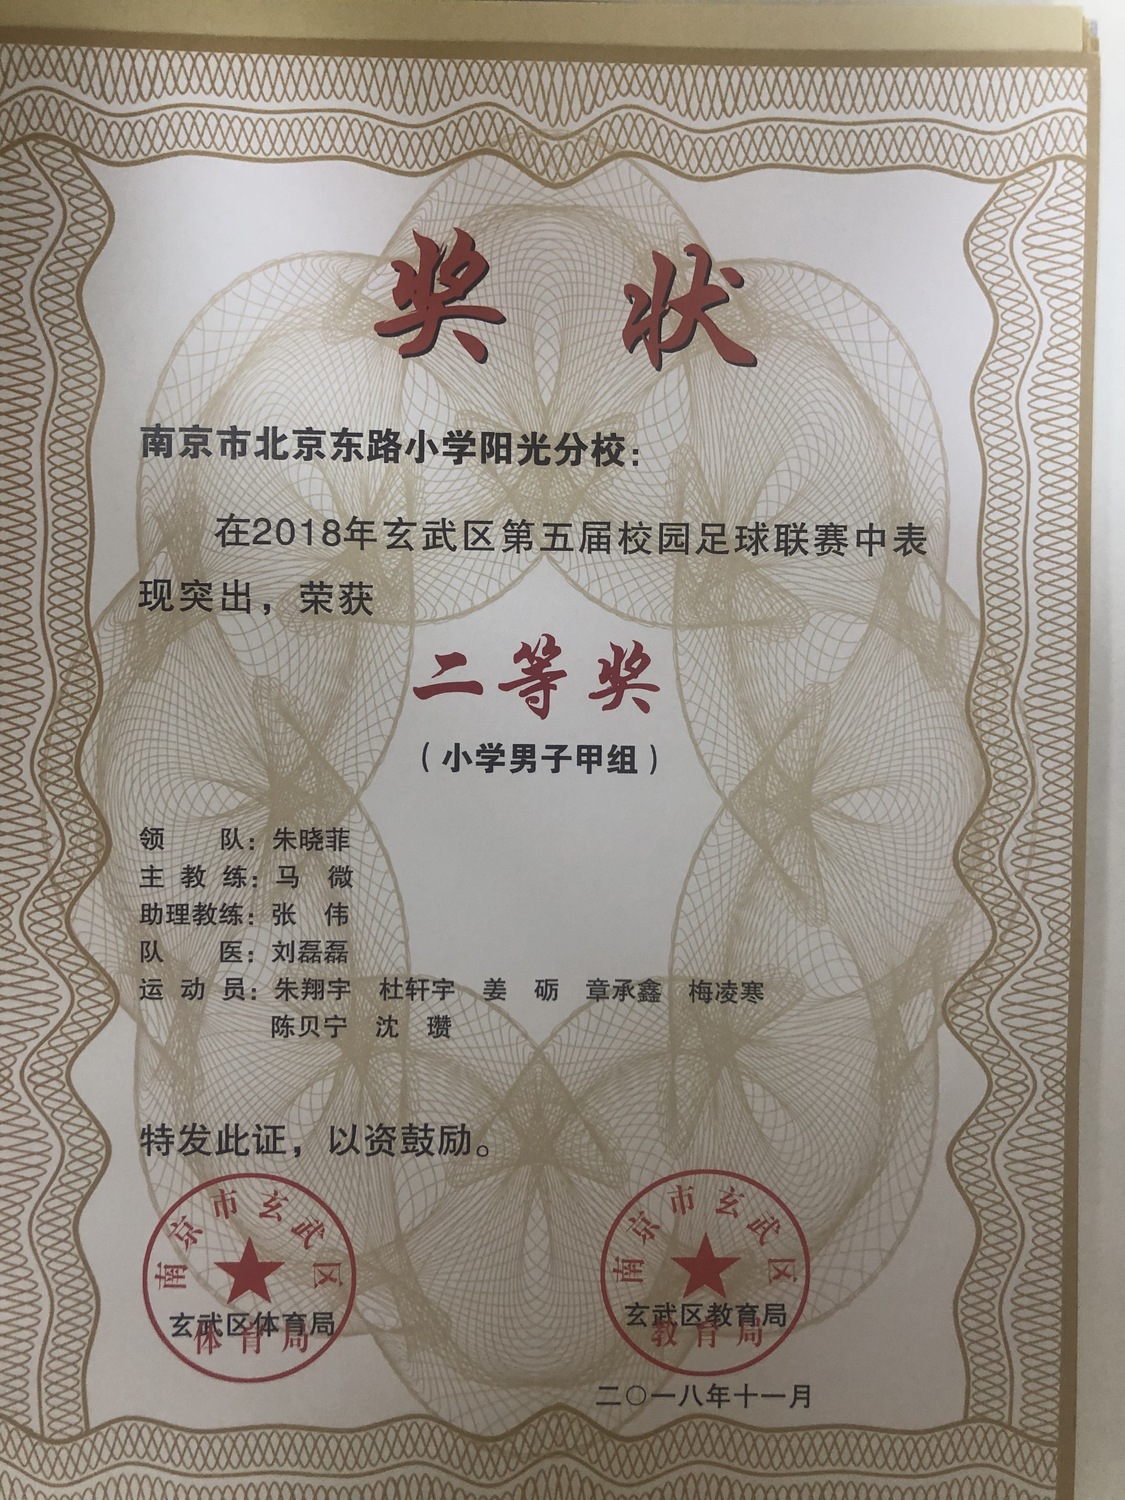 奖 状
南京市北京东路小学阳光分校：
在2018年玄武区第五届校园足球联赛中表
现突出，荣获
二等奖
（小学男子甲组）
领　　队：朱晓菲
主 教 练：马　微
助理教练：张　伟
队　　医：刘磊磊
运 动 员：朱翔宇　杜轩宇　姜　砺　章承鑫　梅凌寒
陈贝宁　沈　瓒
特发此证，以资鼓励。
南京市玄武区
玄武区体育局
体育局
南京市玄武区
玄武区教育局
教育局
二〇一八年十一月